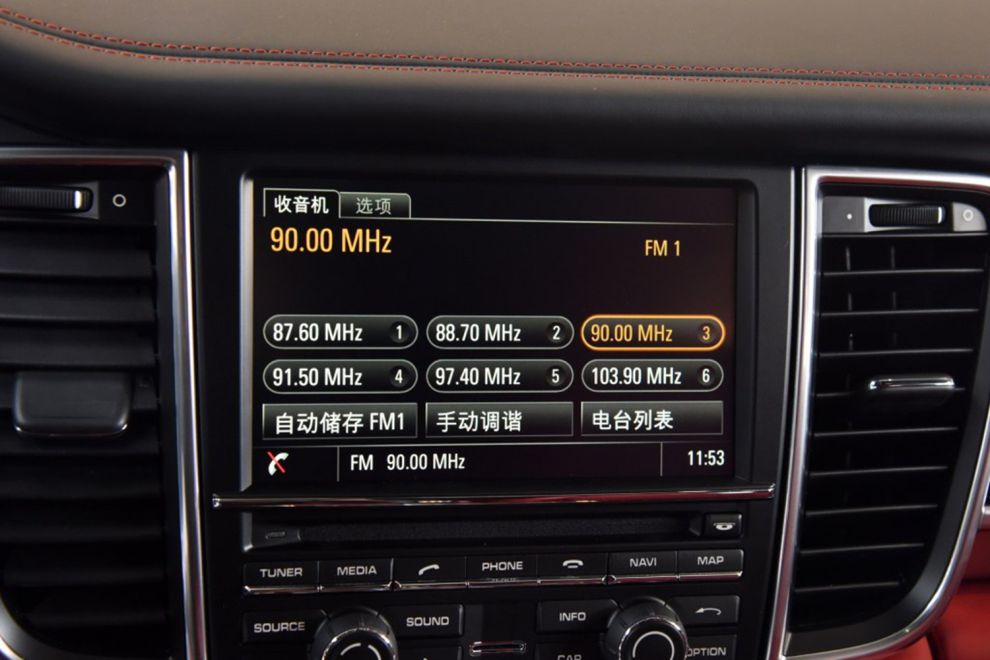 收音机 选项
90.00 MHz FM 1
87.60 MHz 1 88.70 MHz 2 90.00 MHz 3
91.50 MHz 4 97.40 MHz 5 103.90 MHz 6
自动储存 FM1 手动调谐 电台列表
FM 90.00 MHz 11:53
TUNER MEDIA PHONE NAVI MAP
SOURCE SOUND INFO
CAR OPTION